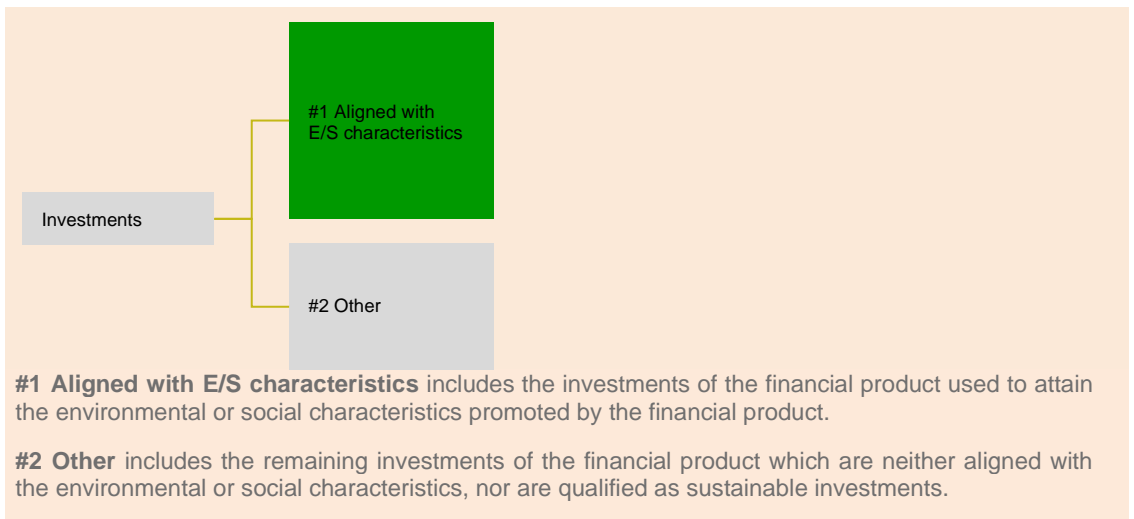 #1 Aligned with
E/S characteristics
Investments
#2 Other
#1 Aligned with E/S characteristics includes the investments of the financial product used to attain
the environmental or social characteristics promoted by the financial product.
#2 Other includes the remaining investments of the financial product which are neither aligned with
the environmental or social characteristics, nor are qualified as sustainable investments.